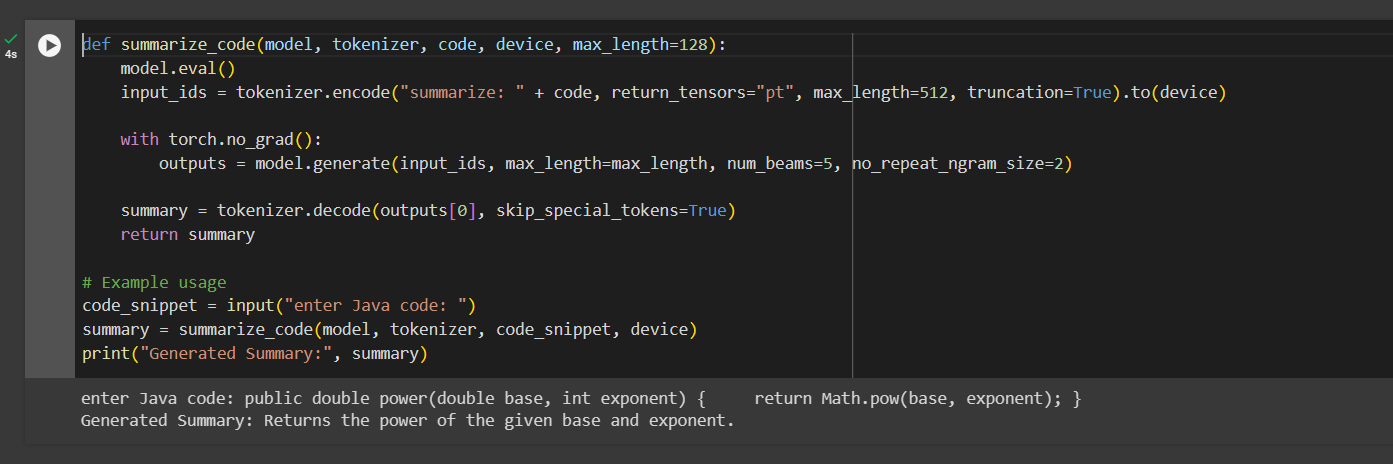 def summarize_code(model, tokenizer, code, device, max_length=128):
4s
    model.eval()
    input_ids = tokenizer.encode("summarize: " + code, return_tensors="pt", max_length=512, truncation=True).to(device)
    with torch.no_grad():
        outputs = model.generate(input_ids, max_length=max_length, num_beams=5, no_repeat_ngram_size=2)
    summary = tokenizer.decode(outputs[0], skip_special_tokens=True)
    return summary
# Example usage
code_snippet = input("enter Java code: ")
summary = summarize_code(model, tokenizer, code_snippet, device)
print("Generated Summary:", summary)
enter Java code: public double power(double base, int exponent) {     return Math.pow(base, exponent); }
Generated Summary: Returns the power of the given base and exponent.